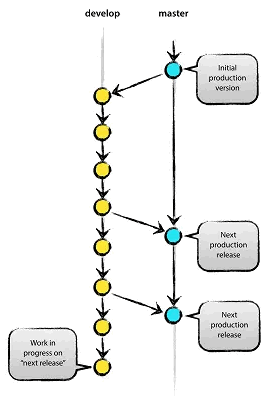 develop
master
Initial
production
version
Next
production
release
Next
production
release
Work in
progress on
"next release"